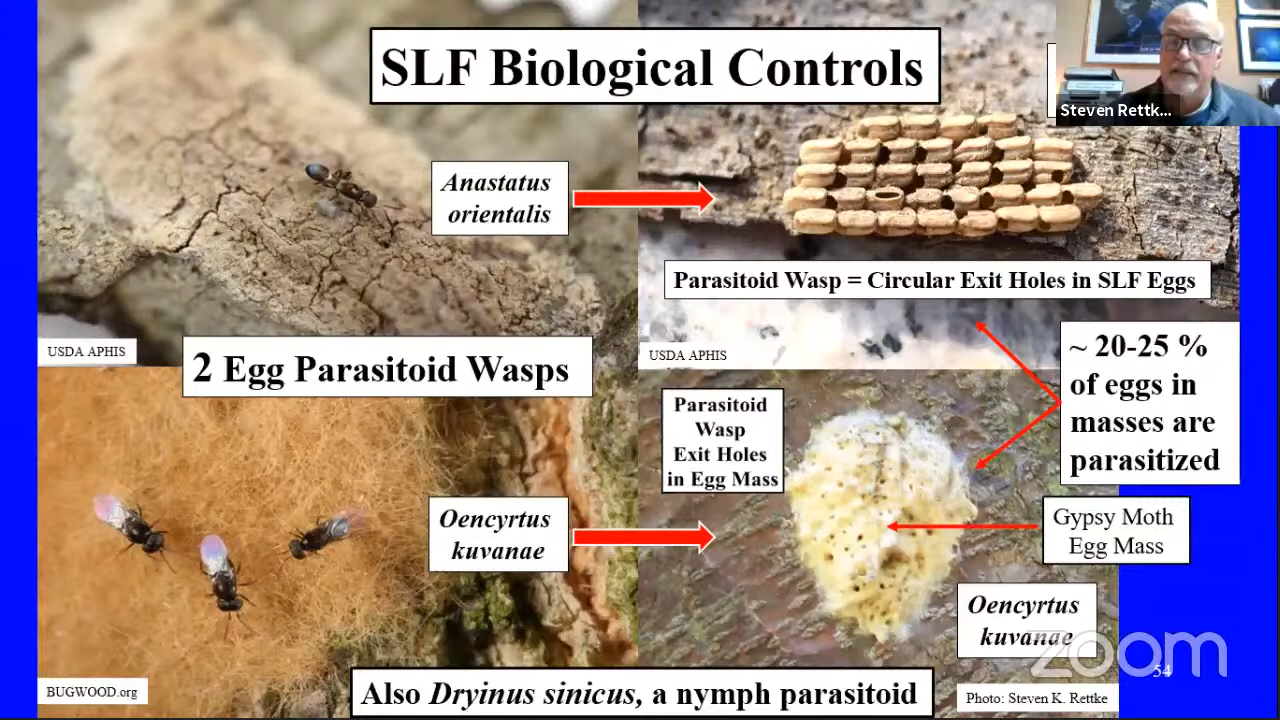 SLF Biological Controls
Steven Rettk...
Anastatus
orientalis
Parasitoid Wasp = Circular Exit Holes in SLF Eggs
USDA APHIS
USDA APHIS
2 Egg Parasitoid Wasps
~ 20-25 %
of eggs in
masses are
parasitized
Parasitoid
Wasp
Exit Holes
in Egg Mass
Oencyrtus
kuvanae
Gypsy Moth
Egg Mass
Oencyrtus
kuvanae
zoom
54
BUGWOOD.org
Also Dryinus sinicus, a nymph parasitoid
Photo: Steven K. Rettke